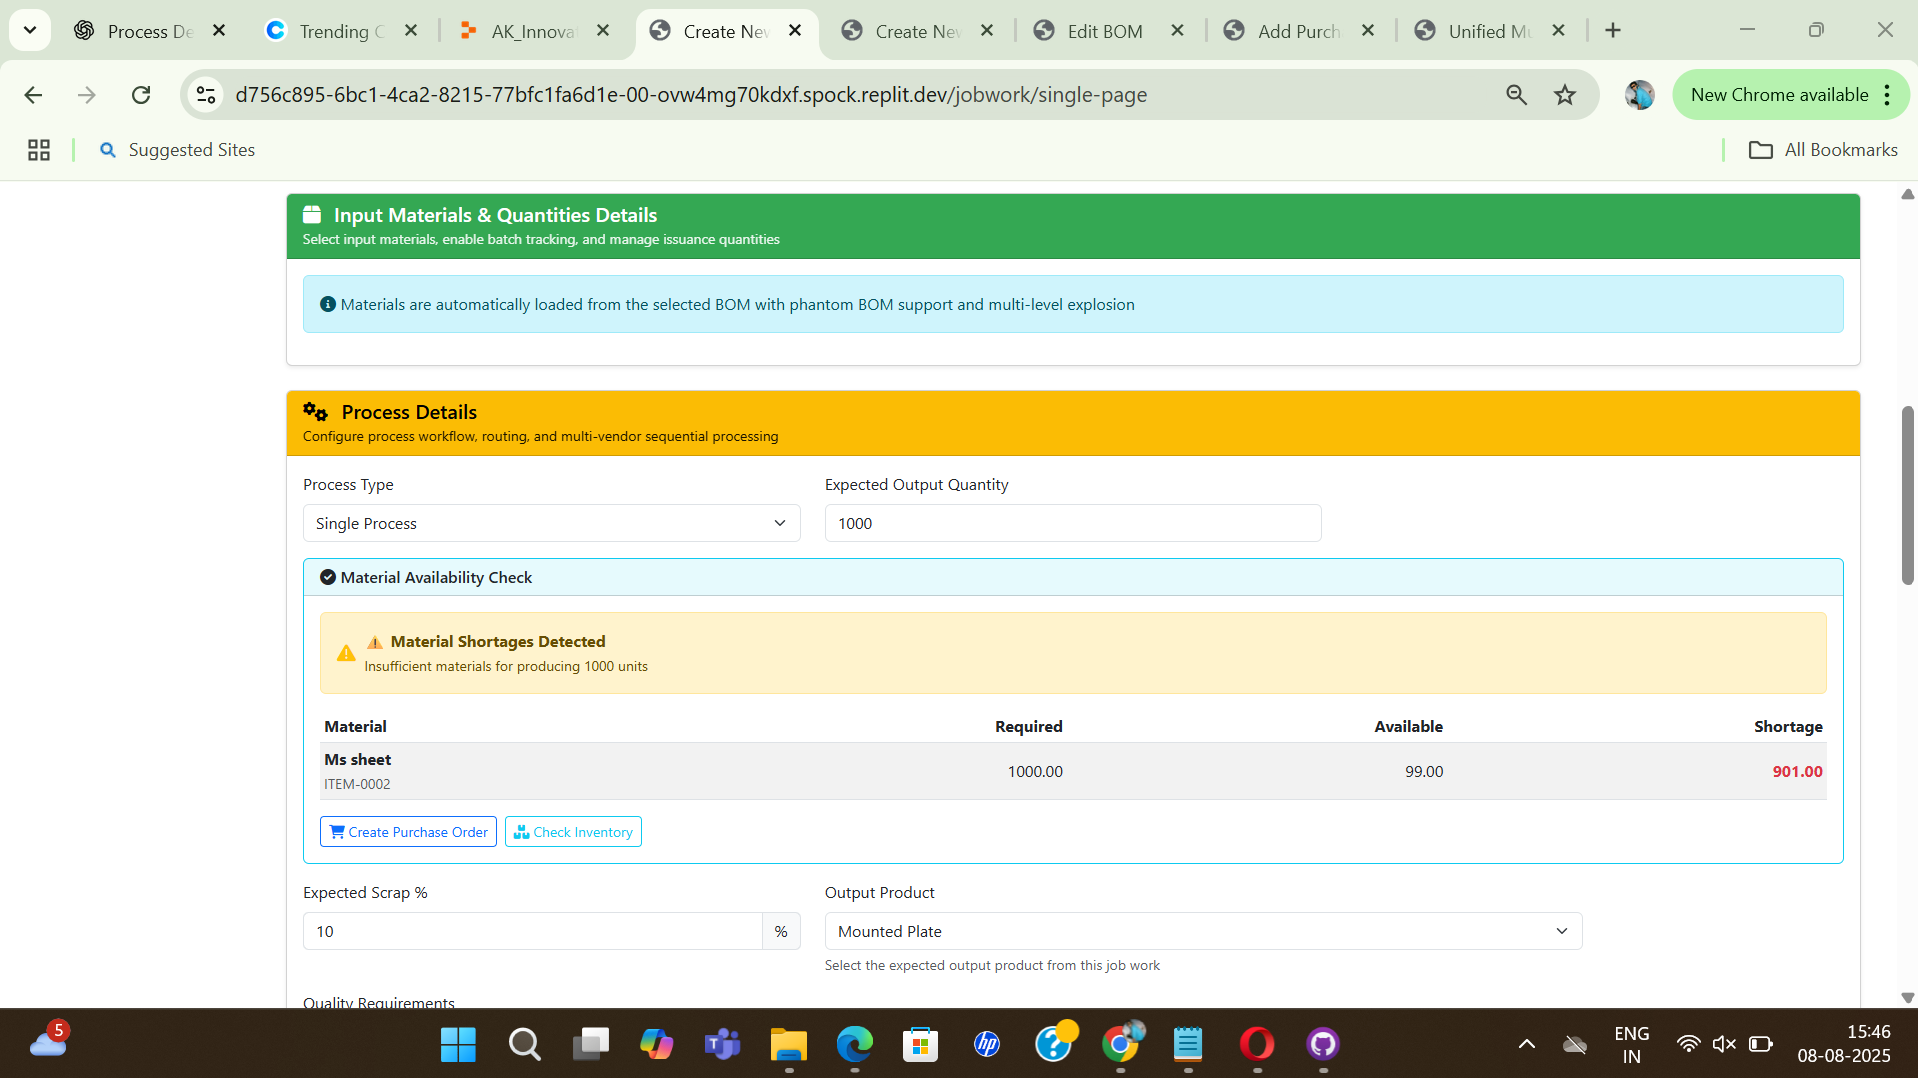 Process De
Trending C
AK_Innova
Create New
Create New
Edit BOM
Add Purch
Unified Mu
d756c895-6bc1-4ca2-8215-77bfc1fa6d1e-00-ovw4mg70kdxf.spock.replit.dev/jobwork/single-page
New Chrome available
Suggested Sites
All Bookmarks
Input Materials & Quantities Details
Select input materials, enable batch tracking, and manage issuance quantities
Materials are automatically loaded from the selected BOM with phantom BOM support and multi-level explosion
Process Details
Configure process workflow, routing, and multi-vendor sequential processing
Process Type
Expected Output Quantity
Single Process
1000
Material Availability Check
Material Shortages Detected
Insufficient materials for producing 1000 units
Material Required Available Shortage
Ms sheet
ITEM-0002
1000.00 99.00 901.00
Create Purchase Order
Check Inventory
Expected Scrap %
Output Product
10 %
Mounted Plate
Select the expected output product from this job work
Quality Requirements
5
hp
ENG
IN
15:46
08-08-2025